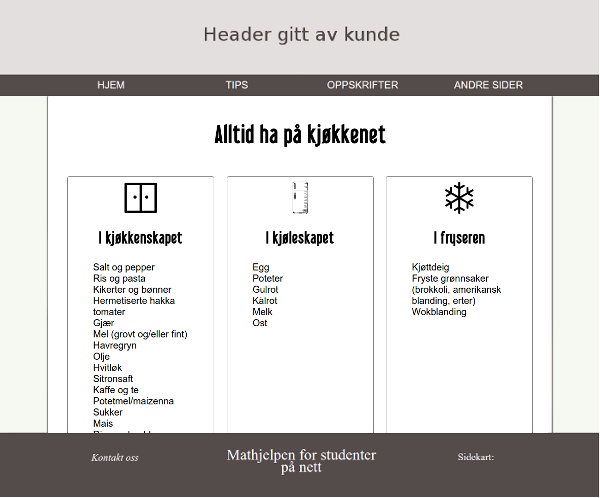 Header gitt av kunde
HJEM TIPS OPPSKRIFTER ANDRE SIDER
Alltid ha på kjøkkenet
I kjøkkenskapet
Salt og pepper
Ris og pasta
Kikerter og bønner
Hermetiserte hakka
tomater
Gjær
Mel (grovt og/eller fint)
Havregryn
Olje
Hvitløk
Sitronsaft
Kaffe og te
Potetmel/maizenna
Sukker
Mais
I kjøleskapet
Egg
Poteter
Gulrot
Kålrot
Melk
Ost
I fryseren
Kjøttdeig
Fryste grønnsaker
(brokkoli, amerikansk
blanding, erter)
Wokblanding
Kontakt oss
Mathjelpen for studenter
på nett
Sidekart: